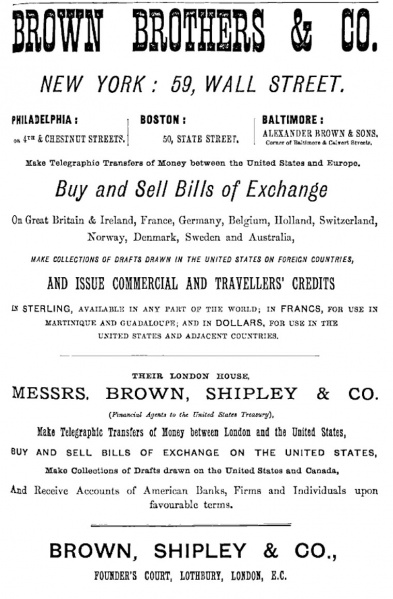 BROWN BROTHERS & CO.
NEW YORK: 59, WALL STREET.
PHILADELPHIA:
on 4TH & CHESTNUT STREETS.
BOSTON:
50, STATE STREET.
BALTIMORE:
ALEXANDER BROWN & SONS,
Corner of Baltimore & Calvert Streets.
Make Telegraphic Transfers of Money between the United States and Europe,
Buy and Sell Bills of Exchange
On Great Britain & Ireland, France, Germany, Belgium, Holland, Switzerland,
Norway, Denmark, Sweden and Australia,
MAKE COLLECTIONS OF DRAFTS DRAWN IN THE UNITED STATES ON FOREIGN COUNTRIES,
AND ISSUE COMMERCIAL AND TRAVELLERS' CREDITS
IN STERLING, AVAILABLE IN ANY PART OF THE WORLD; IN FRANCS, FOR USE IN
MARTINIQUE AND GUADALOUPE; AND IN DOLLARS, FOR USE IN THE
UNITED STATES AND ADJACENT COUNTRIES.
THEIR LONDON HOUSE,
MESSRS. BROWN, SHIPLEY & CO.
(Financial Agents to the United States Treasury),
Make Telegraphic Transfers of Money between London and the United States,
BUY AND SELL BILLS OF EXCHANGE ON THE UNITED STATES,
Make Collections of Drafts drawn on the United States and Canada,
And Receive Accounts of American Banks, Firms and Individuals upon
favourable terms.
BROWN, SHIPLEY & CO.,
FOUNDER'S COURT, LOTHBURY, LONDON, E.C.